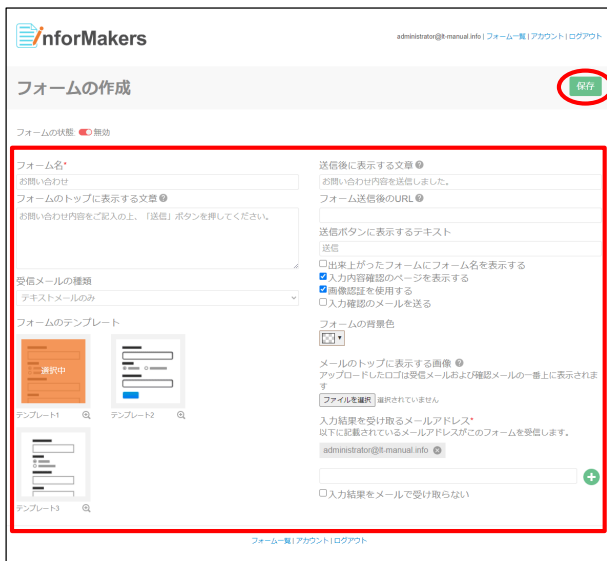 InforMakers
administrator@lt-manual.info | フォーム一覧 | アカウント | ログアウト
フォームの作成
保存
フォームの状態 無効
フォーム名*
お問い合わせ
フォームのトップに表示する文章
お問い合わせ内容をご記入の上、「送信」ボタンを押してください。
受信メールの種類
テキストメールのみ
フォームのテンプレート
選択中
テンプレート1
テンプレート2
テンプレート3
送信後に表示する文章
お問い合わせ内容を送信しました。
フォーム送信後のURL
送信ボタンに表示するテキスト
送信
出来上がったフォームにフォーム名を表示する
入力内容確認のページを表示する
画像認証を使用する
入力確認のメールを送る
フォームの背景色
メールのトップに表示する画像
アップロードしたロゴは受信メールおよび確認メールの一番上に表示されま
す
ファイルを選択 選択されていません
入力結果を受け取るメールアドレス*
以下に記載されているメールアドレスがこのフォームを受信します。
administrator@lt-manual.info
入力結果をメールで受け取らない
フォーム一覧 | アカウント | ログアウト